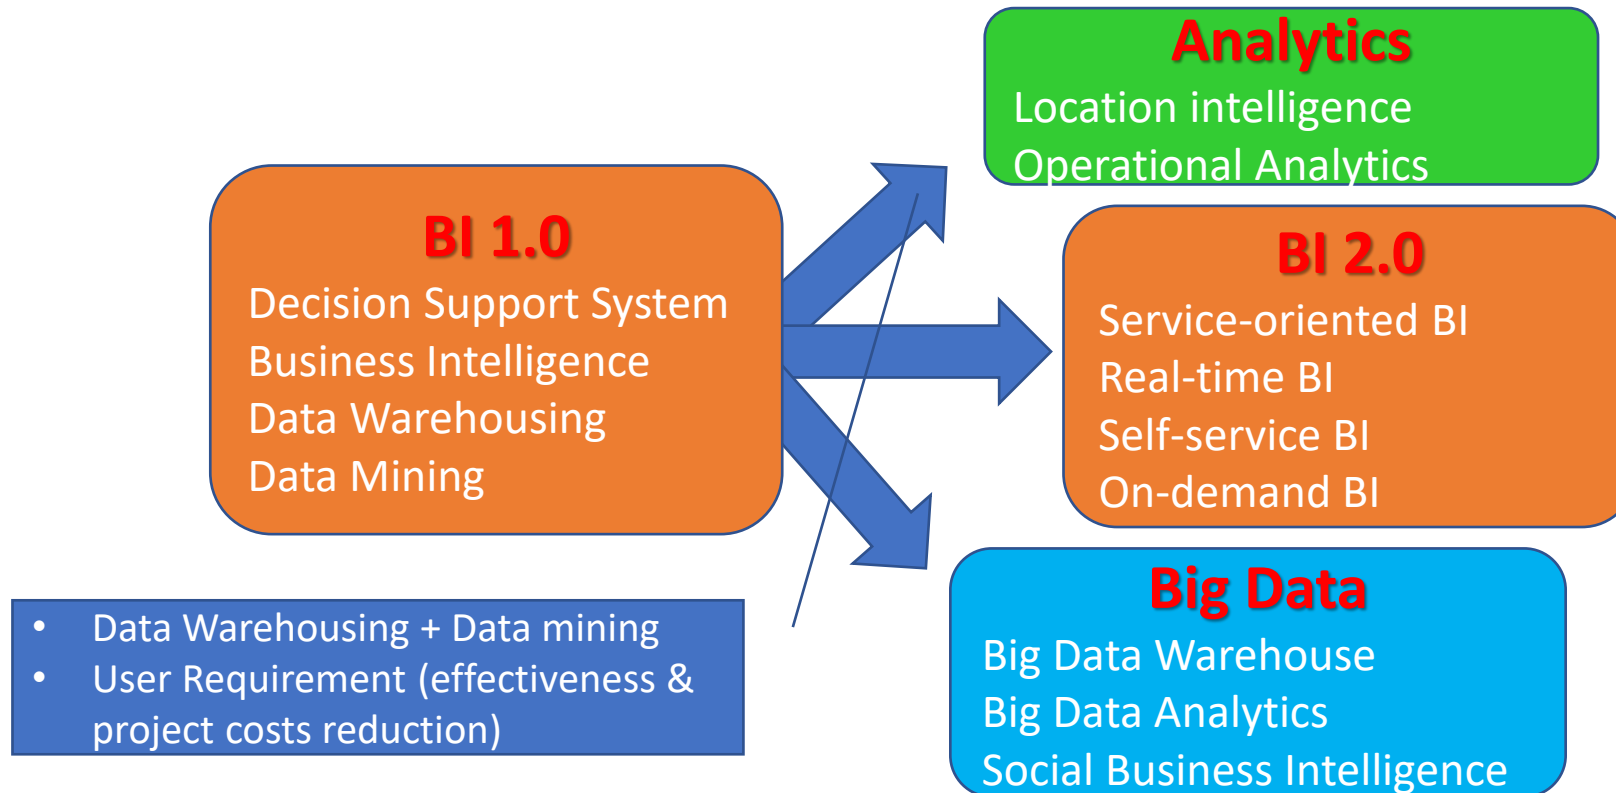 Analytics
Location intelligence
Operational Analytics
BI 1.0
Decision Support System
Business Intelligence
Data Warehousing
Data Mining
BI 2.0
Service-oriented BI
Real-time BI
Self-service BI
On-demand BI
• Data Warehousing + Data mining
• User Requirement (effectiveness &
project costs reduction)
Big Data
Big Data Warehouse
Big Data Analytics
Social Business Intelligence